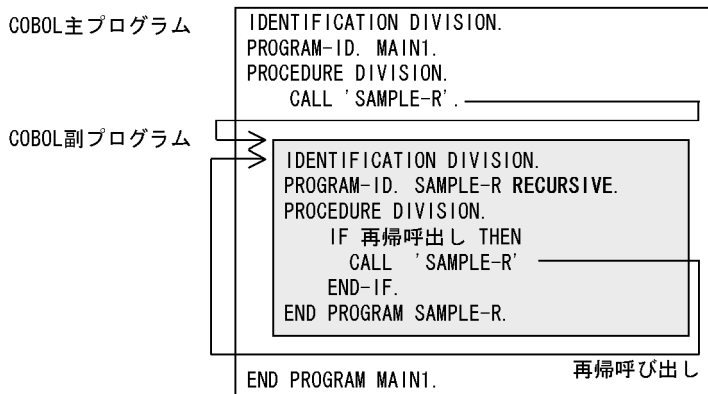 COBOL主プログラム
IDENTIFICATION DIVISION.
PROGRAM-ID. MAIN1.
PROCEDURE DIVISION.
CALL 'SAMPLE-R'.
COBOL副プログラム
IDENTIFICATION DIVISION.
PROGRAM-ID. SAMPLE-R RECURSIVE.
PROCEDURE DIVISION.
IF 再帰呼出し THEN
CALL 'SAMPLE-R'
END-IF.
END PROGRAM SAMPLE-R.
再帰呼び出し
END PROGRAM MAIN1.